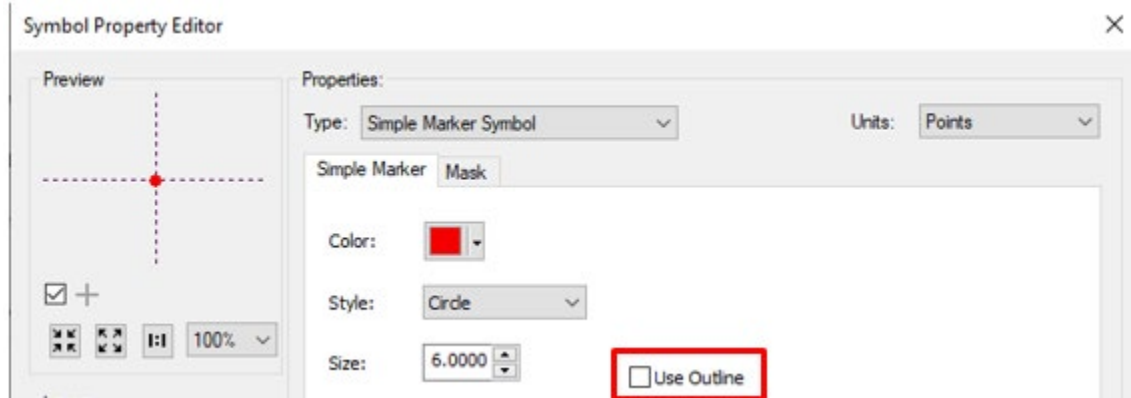 Symbol Property Editor
Preview
Properties:
Type: Simple Marker Symbol
Units: Points
Simple Marker
Mask
Color:
Style: Circle
100%
Size: 6.0000
Use Outline